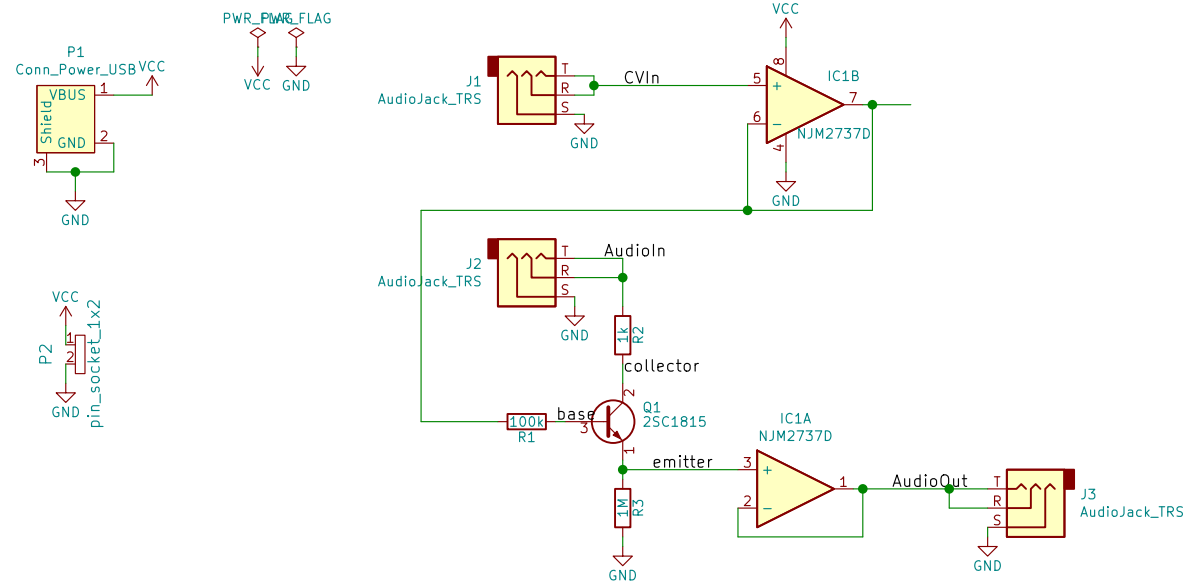 P1
Conn_Power_USB
VCC
VBUS
1
Shield
GND
2
3
GND
PWR_FLAG
PWR_FLAG
VCC
GND
J1
AudioJack_TRS
T
R
S
GND
CVIn
VCC
8
5
+
6
−
IC1B
7
NJM2737D
4
GND
J2
AudioJack_TRS
T
R
S
GND
AudioIn
1k
R2
collector
2
VCC
1
2
P2
pin_socket_1x2
GND
100k
R1
base
3
Q1
2SC1815
1
emitter
1M
R3
GND
IC1A
NJM2737D
3
+
2
−
1
AudioOut
T
R
S
J3
AudioJack_TRS
GND